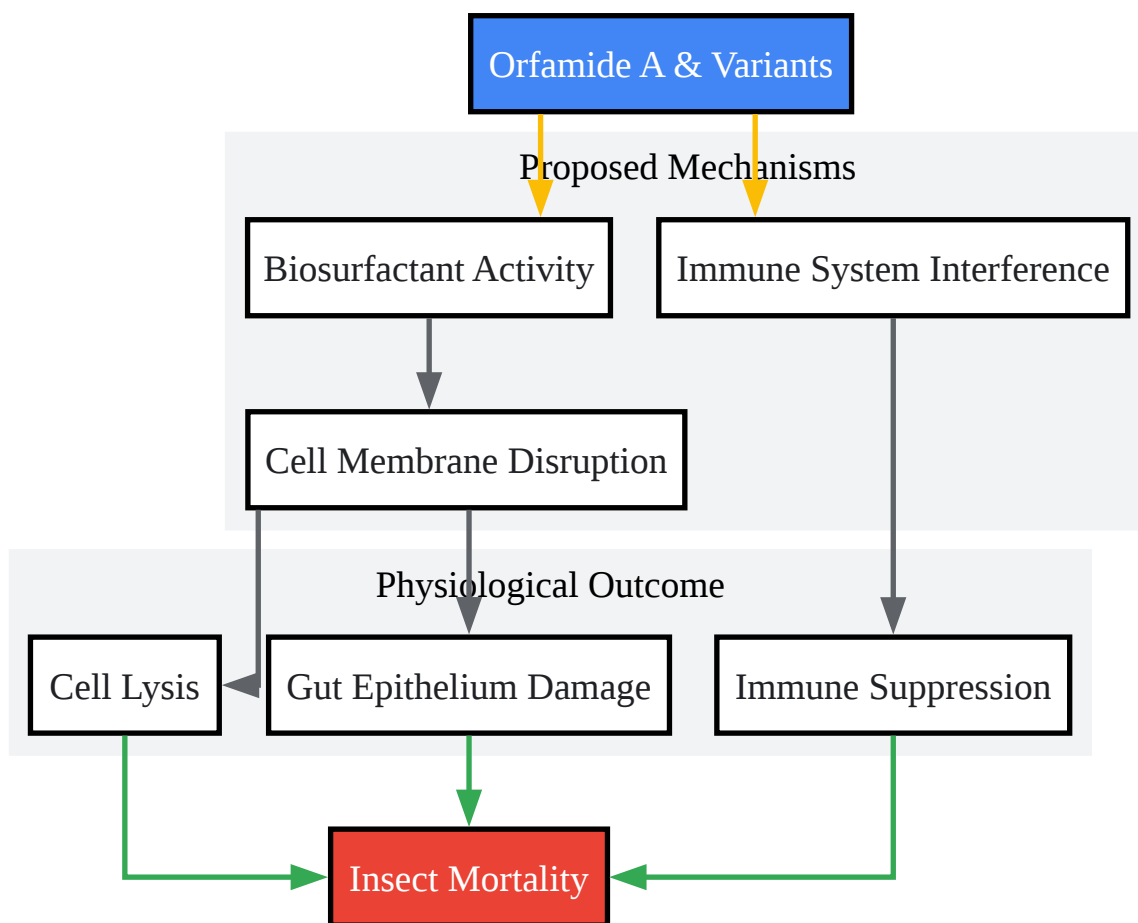 Orfamide A & Variants
Proposed Mechanisms
Biosurfactant Activity
Immune System Interference
Cell Membrane Disruption
Physiological Outcome
Cell Lysis
Gut Epithelium Damage
Immune Suppression
Insect Mortality